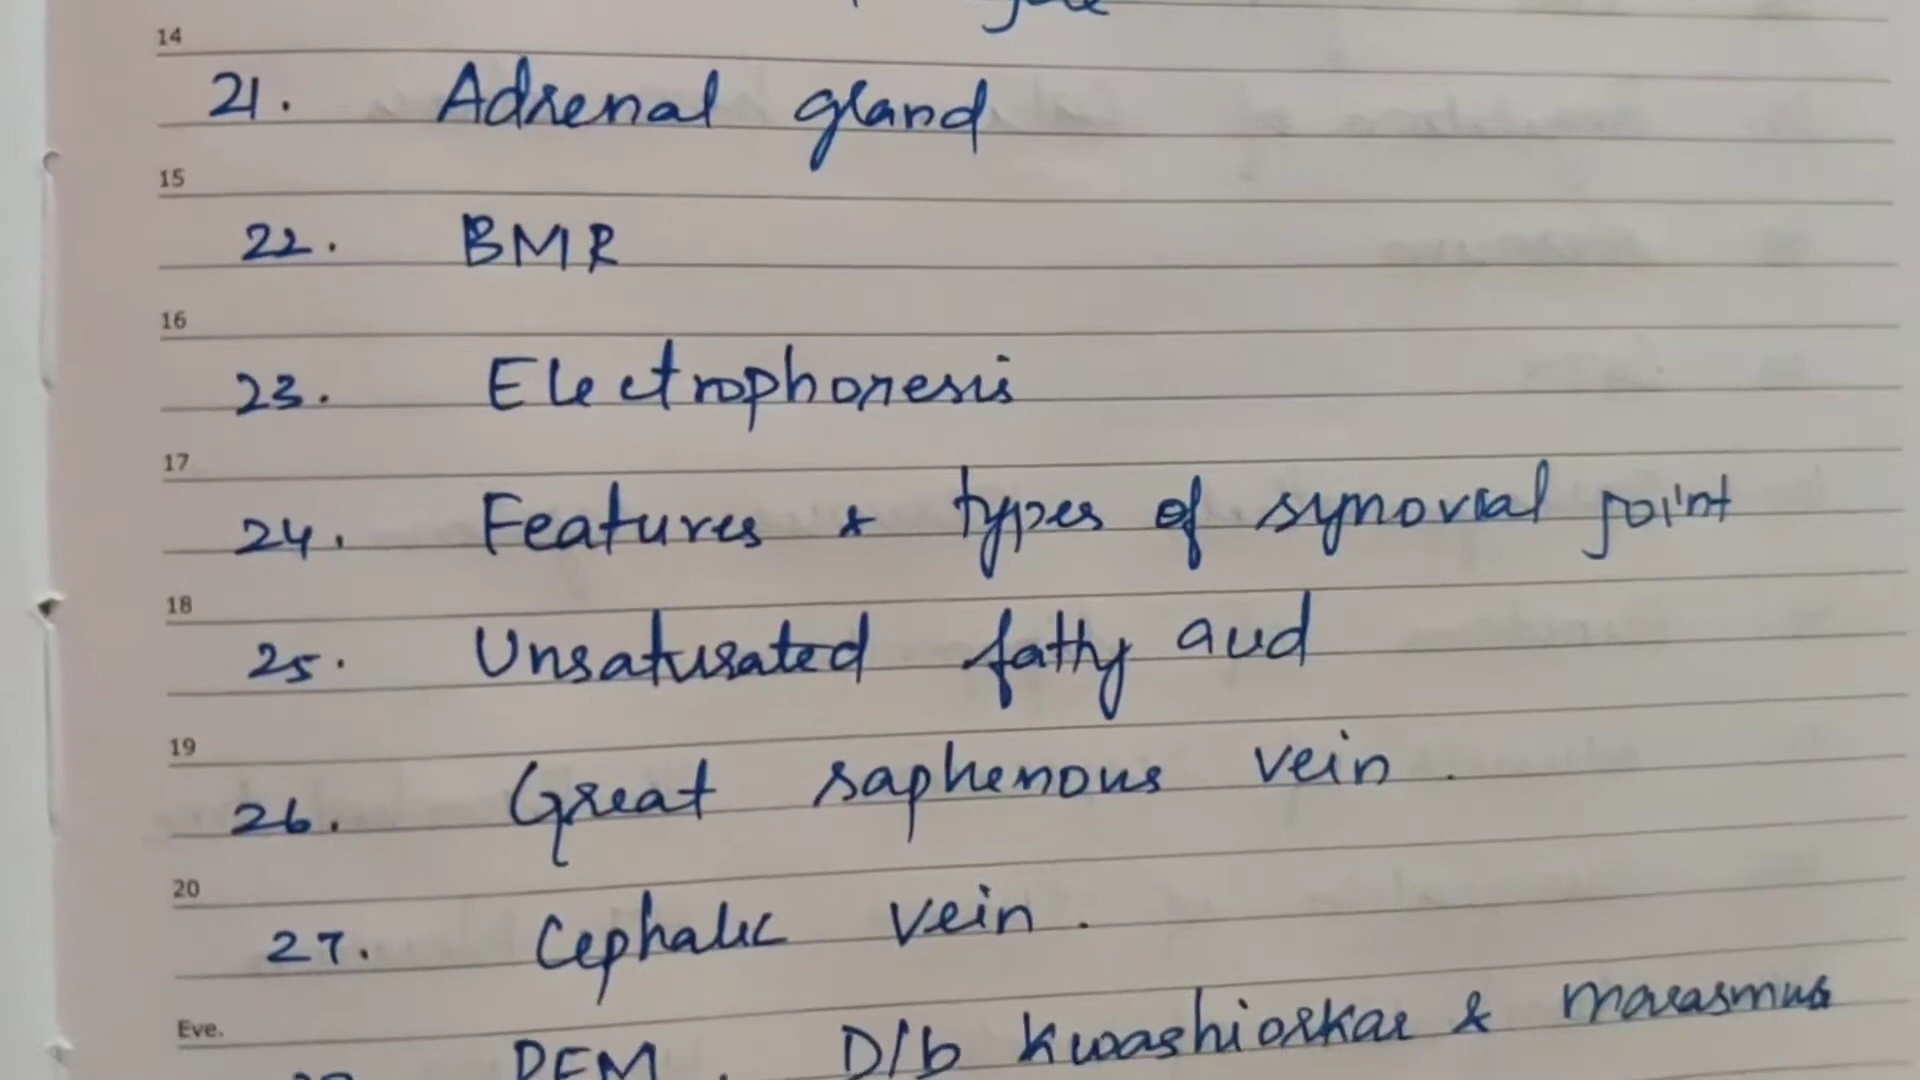 14
21. Adrenal gland
15
22. BMR
16
23. Electrophoresis
17
24. Features & types of synovial joint
18
25. Unsaturated fatty acid
19
26. Great saphenous vein.
20
27. Cephalic vein.
Eve.
PEM. D/b Kwashiorkar & marasmus